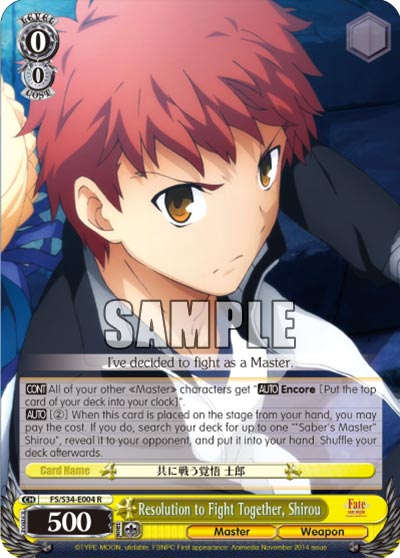 LEVEL
0
0
COST
SAMPLE
I've decided to fight as a Master.
CONT All of your other «Master» characters get "AUTO Encore [Put the top card of your deck into your clock]".
AUTO [②] When this card is placed on the stage from your hand, you may pay the cost. If you do, search your deck for up to one ""Saber's Master" Shirou", reveal it to your opponent, and put it into your hand. Shuffle your deck afterwards.
Card Name 共に戦う覚悟 士郎
CH FS/S34-E004 R
Resolution to Fight Together, Shirou
POWER 500
Master Weapon
Fate
©TYPE-MOON, ufotable, FSNPC First appearance: Animedia November 2014 issue